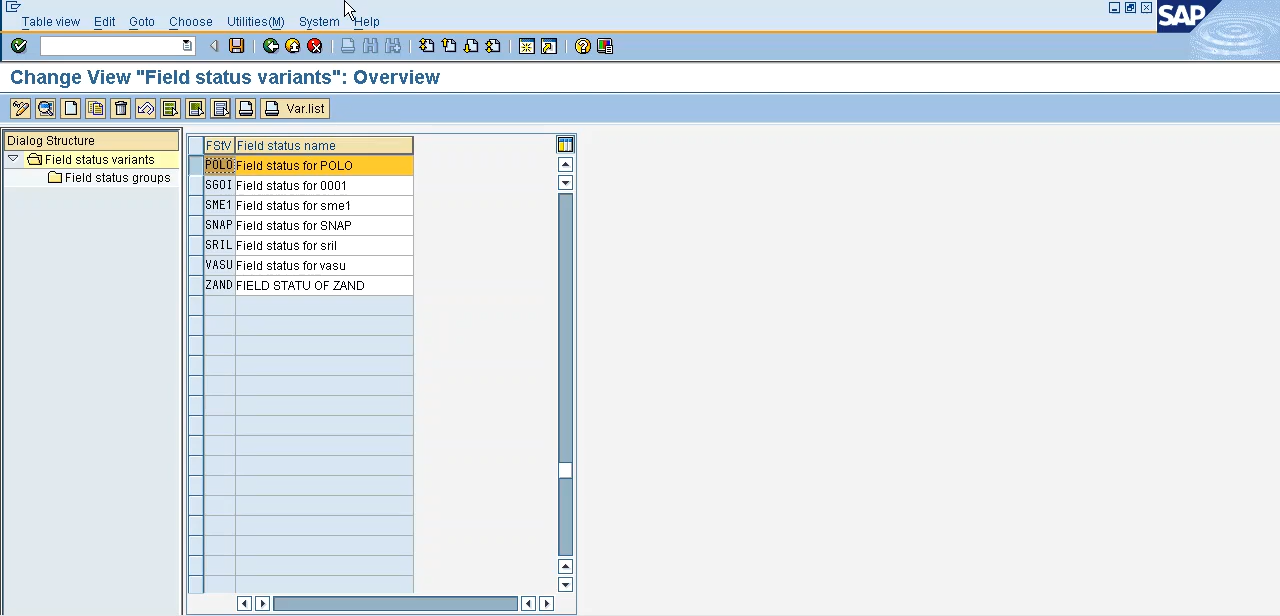 Table view Edit Goto Choose Utilities(M) System Help
SAP
Change View "Field status variants": Overview
Var.list
Dialog Structure
Field status variants
Field status groups
FStV Field status name
POLO Field status for POLO
SGOI Field status for 0001
SME1 Field status for sme1
SNAP Field status for SNAP
SRIL Field status for sril
VASU Field status for vasu
ZAND FIELD STATU OF ZAND